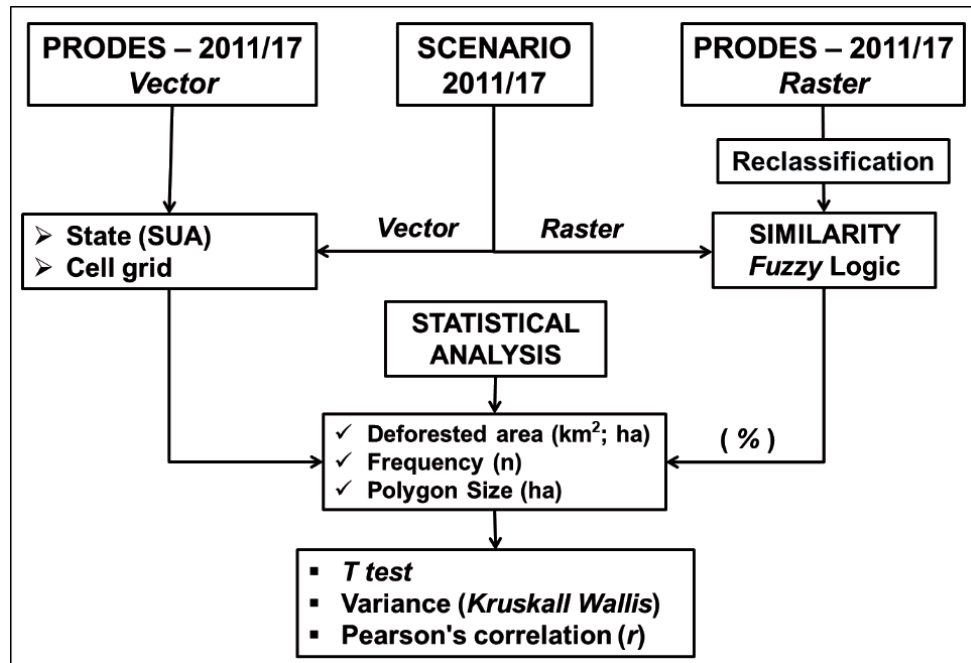 PRODES – 2011/17
Vector
SCENARIO
2011/17
PRODES – 2011/17
Raster
Reclassification
➢ State (SUA)
➢ Cell grid
Vector
Raster
SIMILARITY
Fuzzy Logic
STATISTICAL
ANALYSIS
✓ Deforested area (km²; ha)
✓ Frequency (n)
✓ Polygon Size (ha)
( % )
▪ T test
▪ Variance (Kruskall Wallis)
▪ Pearson's correlation (r)